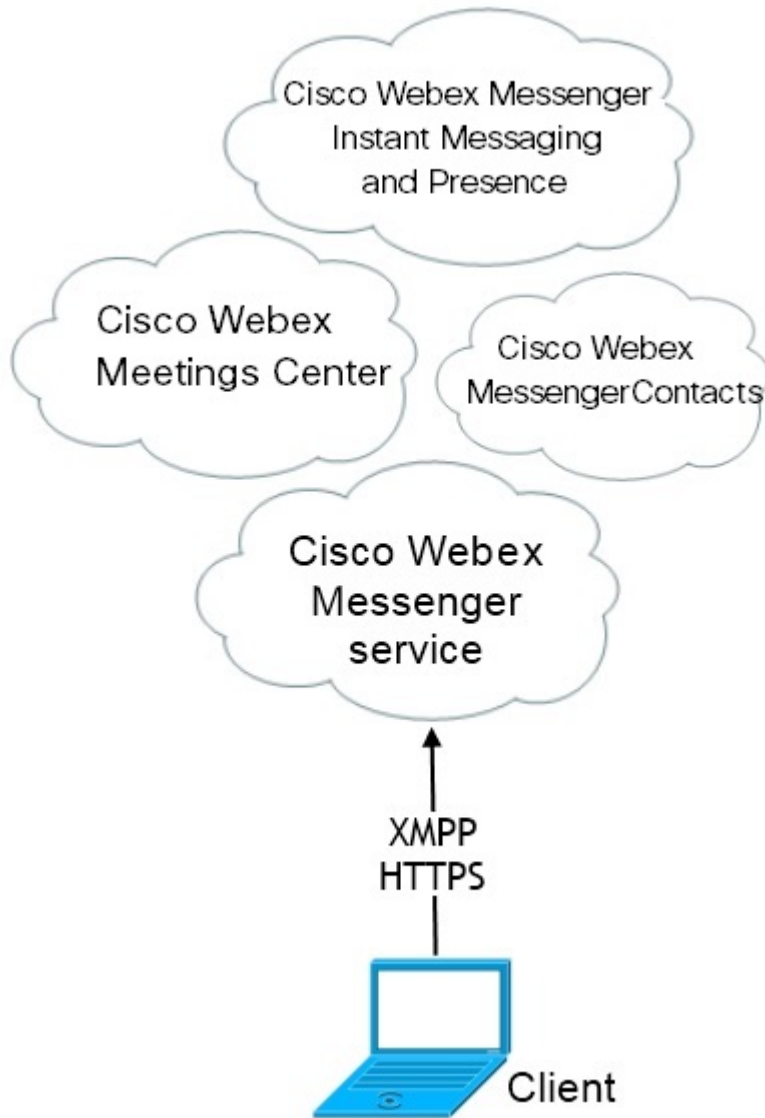 Cisco Webex Messenger
Instant Messaging
and Presence
Cisco Webex
Meetings Center
Cisco Webex
MessengerContacts
Cisco Webex
Messenger
service
XMPP
HTTPS
Client